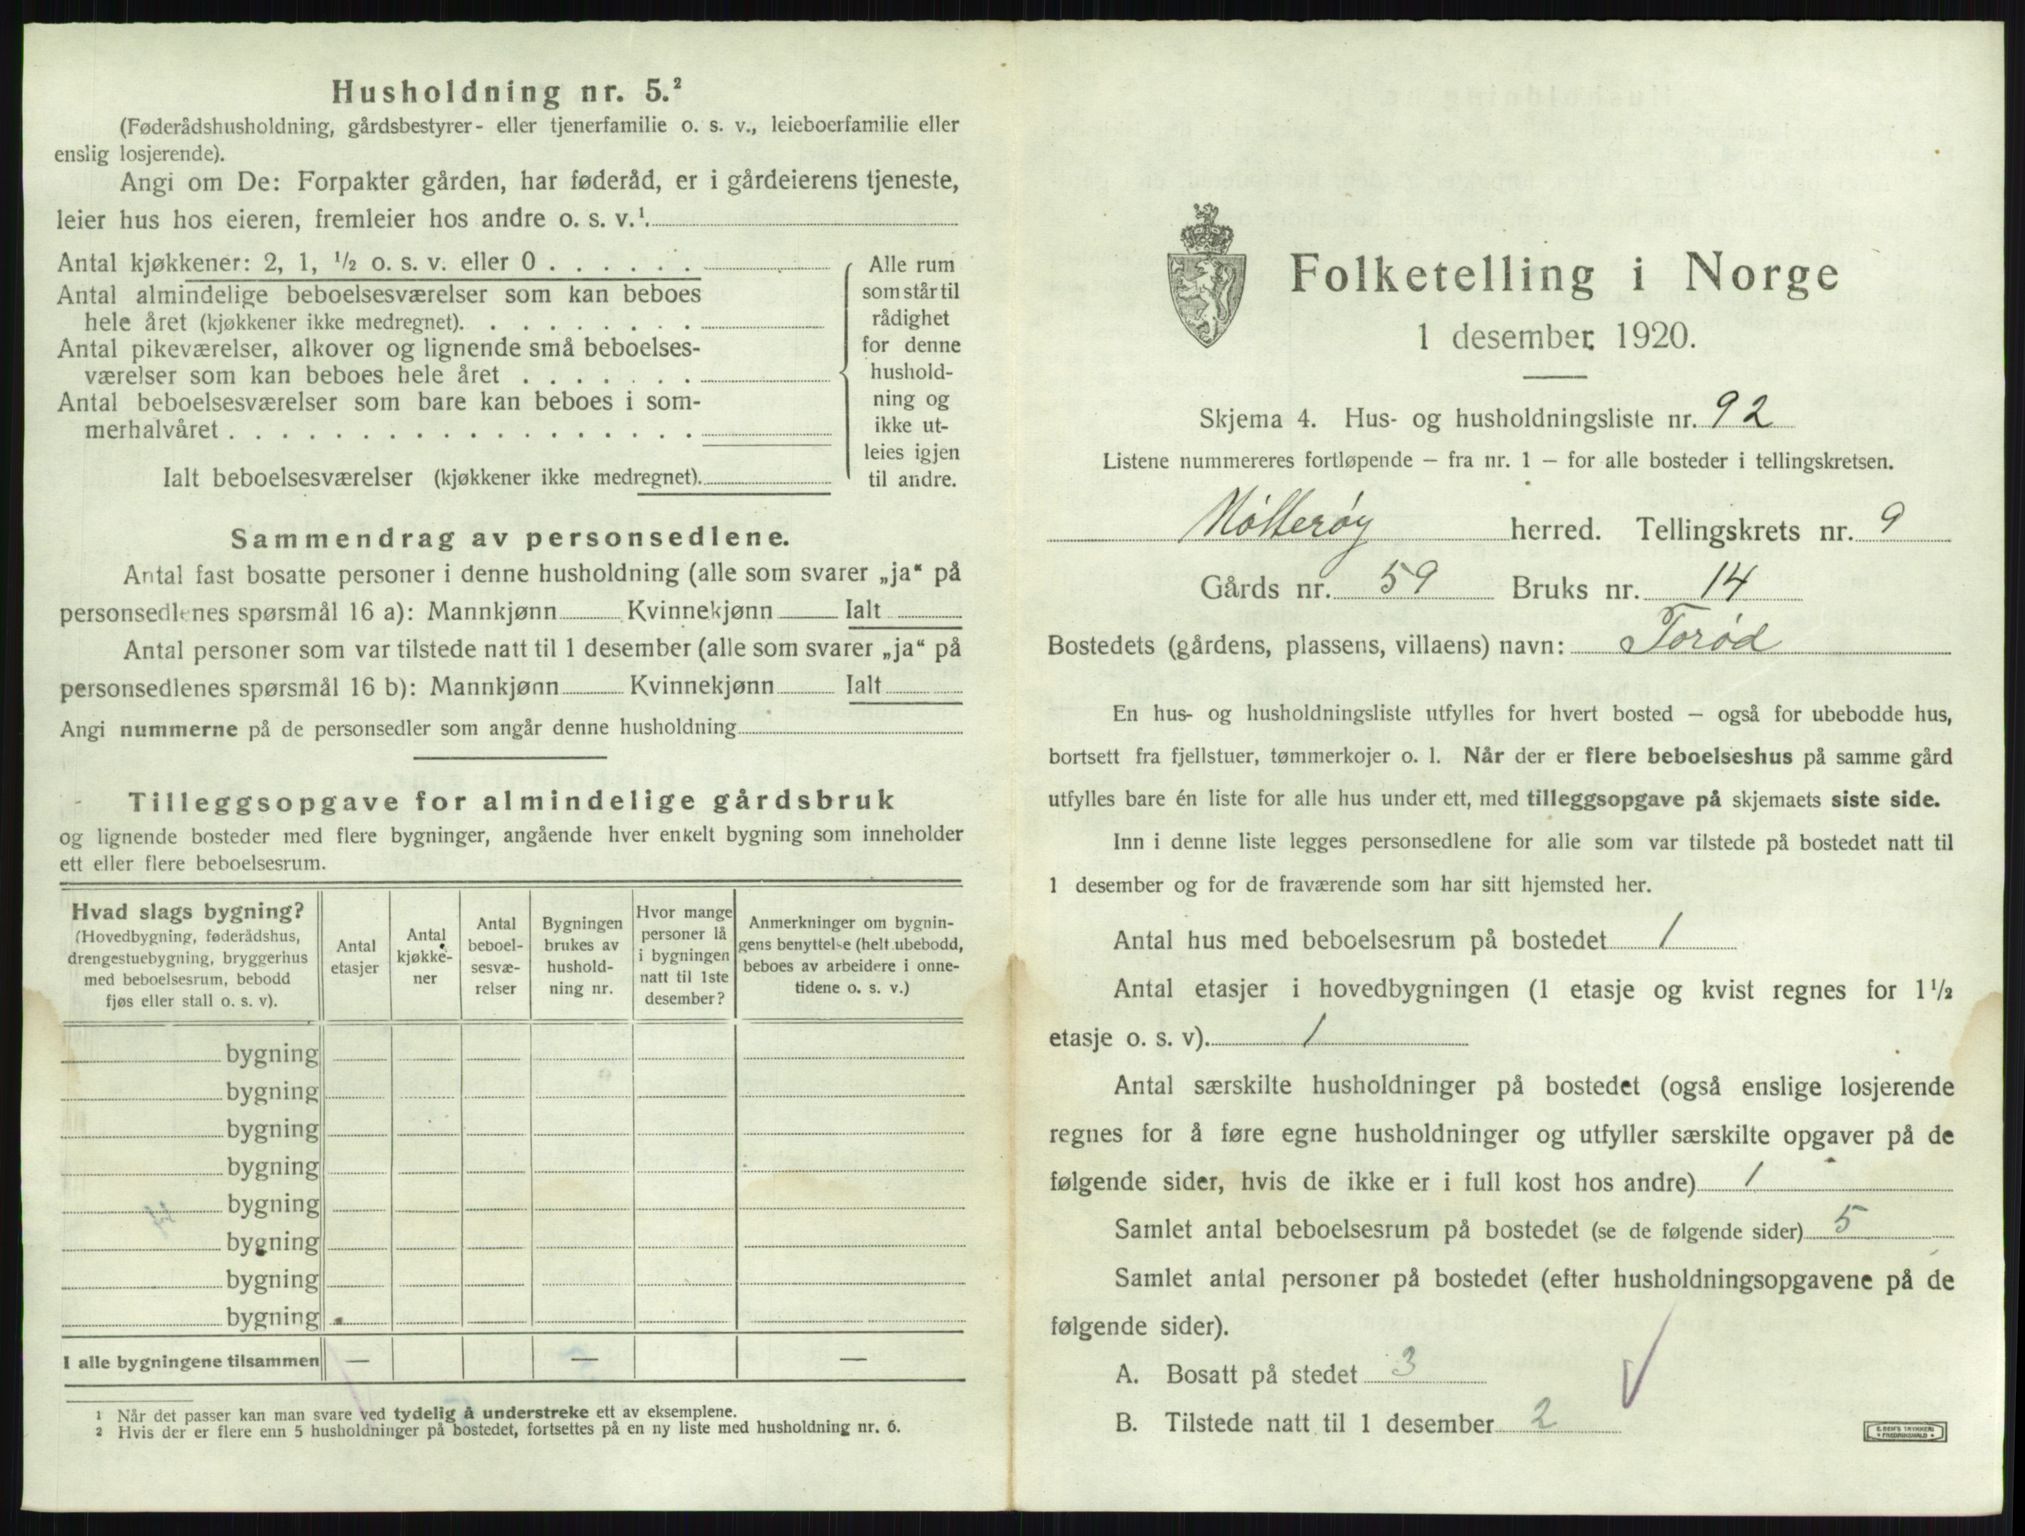 Husholdning nr. 5.²
(Føderådshusholdning, gårdsbestyrer- eller tjenerfamilie o. s. v., leieboerfamilie eller
enslig losjerende).
Angi om De: Forpakter gården, har føderåd, er i gårdeierens tjeneste,
leier hus hos eieren, fremleier hos andre o. s. v.¹.
Antal kjøkkener: 2, 1, ½ o. s. v. eller 0 . . . . . .
Antal almindelige beboelsesværelser som kan beboes
hele året (kjøkkener ikke medregnet). . . . . . . . .
Antal pikeværelser, alkover og lignende små beboelses-
værelser som kan beboes hele året . . . . . . .
Antal beboelsesværelser som bare kan beboes i som-
merhalvåret . . . . . . . . . . . . . . . . . .
Ialt beboelsesværelser (kjøkkener ikke medregnet).
Alle rum
som står til
rådighet
for denne
hushold-
ning og
ikke ut-
leies igjen
til andre.
Sammendrag av personsedlene.
Antal fast bosatte personer i denne husholdning (alle som svarer „ja“ på
personsedlenes spørsmål 16 a): Mannkjønn Kvinnekjønn Ialt
Antal personer som var tilstede natt til 1 desember (alle som svarer „ja“ på
personsedlenes spørsmål 16 b): Mannkjønn Kvinnekjønn Ialt
Angi nummerne på de personsedler som angår denne husholdning
Tilleggsopgave for almindelige gårdsbruk
og lignende bosteder med flere bygninger, angående hver enkelt bygning som inneholder
ett eller flere beboelsesrum.
Hvad slags bygning?
(Hovedbygning, føderådshus,
drengestuebygning, bryggerhus
med beboelsesrum, bebodd
fjøs eller stall o. s. v).
Antal
etasjer
Antal
kjøkke-
ner
Antal
beboel-
sesvæ-
relser
Bygningen
brukes av
hushold-
ning nr.
Hvor mange
personer lå
i bygningen
natt til 1ste
desember?
Anmerkninger om bygnin-
gens benyttelse (helt ubebodd,
beboes av arbeidere i onne-
tidene o. s. v.)
bygning
bygning
bygning
bygning
bygning
bygning
bygning
bygning
I alle bygningene tilsammen — — —
¹ Når det passer kan man svare ved tydelig å understreke ett av eksemplene.
² Hvis der er flere enn 5 husholdninger på bostedet, fortsettes på en ny liste med husholdning nr. 6.
Folketelling i Norge
1 desember 1920.
Skjema 4. Hus- og husholdningsliste nr. 92
Listene nummereres fortløpende – fra nr. 1 – for alle bosteder i tellingskretsen.
Nøtterøy herred. Tellingskrets nr. 9
Gårds nr. 59 Bruks nr. 14
Bostedets (gårdens, plassens, villaens) navn: Torød
En hus- og husholdningsliste utfylles for hvert bosted – også for ubebodde hus,
bortsett fra fjellstuer, tømmerkojer o. l. Når der er flere beboelseshus på samme gård
utfylles bare én liste for alle hus under ett, med tilleggsopgave på skjemaets siste side.
Inn i denne liste legges personsedlene for alle som var tilstede på bostedet natt til
1 desember og for de fraværende som har sitt hjemsted her.
Antal hus med beboelsesrum på bostedet 1
Antal etasjer i hovedbygningen (1 etasje og kvist regnes for 1½
etasje o. s. v). 1
Antal særskilte husholdninger på bostedet (også enslige losjerende
regnes for å føre egne husholdninger og utfyller særskilte opgaver på de
følgende sider, hvis de ikke er i full kost hos andre) 1
Samlet antal beboelsesrum på bostedet (se de følgende sider) 5
Samlet antal personer på bostedet (efter husholdningsopgavene på de
følgende sider).
A. Bosatt på stedet 3
B. Tilstede natt til 1 desember 2